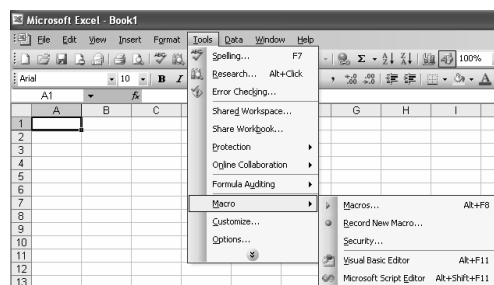 Microsoft Excel - Book1
File Edit View Insert Format Tools Data Window Help
Spelling... F7
Σ 100%
Arial 10 B I
Research... Alt+Click
A1 fx
Error Checking...
A B C G H I
Shared Workspace...
1
Share Workbook...
2
Protection
3
Online Collaboration
4
5
Formula Auditing
6
7
Macro
Macros... Alt+F8
8
Customize...
Record New Macro...
9
Options...
Security...
10
11
Visual Basic Editor Alt+F11
12
Microsoft Script Editor Alt+Shift+F11
13